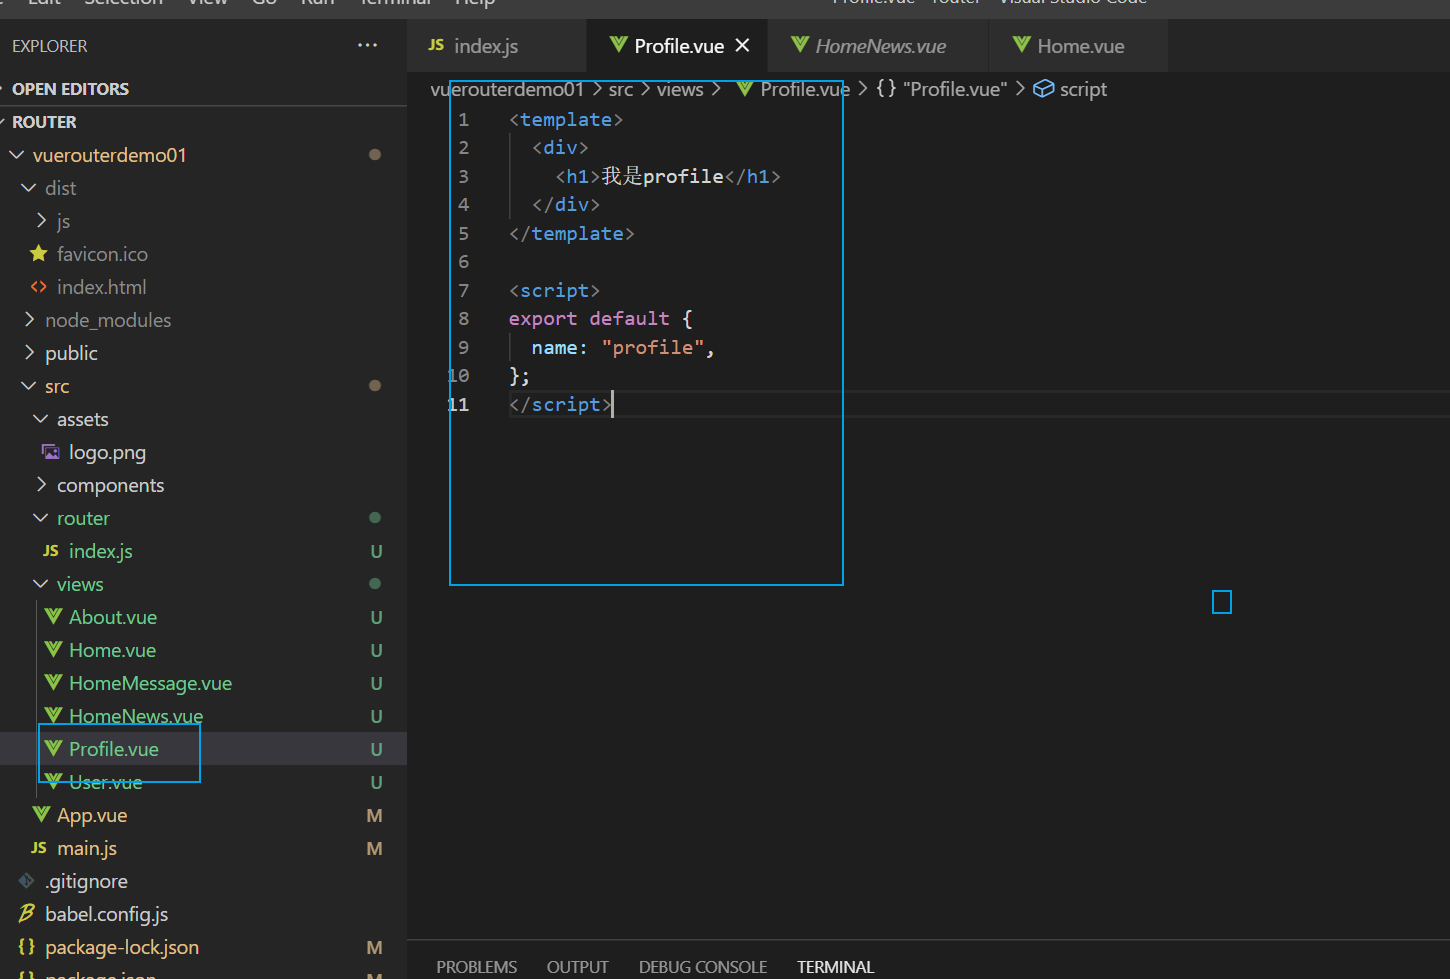 Edit Selection View Go Run Terminal Help Profile.vue - router - Visual Studio Code
EXPLORER ···
JS index.js
Profile.vue
HomeNews.vue
Home.vue
OPEN EDITORS
vuerouterdemo01 > src > views > Profile.vue > {} "Profile.vue" > script
ROUTER
vuerouterdemo01
dist
js
favicon.ico
index.html
node_modules
public
src
assets
logo.png
components
router
JS index.js U
views
About.vue U
Home.vue U
HomeMessage.vue U
HomeNews.vue U
Profile.vue U
User.vue U
App.vue M
JS main.js M
.gitignore
babel.config.js
{} package-lock.json M
{} package.json M
1 <template>
2 <div>
3 <h1>我是profile</h1>
4 </div>
5 </template>
6
7 <script>
8 export default {
9 name: "profile",
10 };
11 </script>
PROBLEMS OUTPUT DEBUG CONSOLE TERMINAL